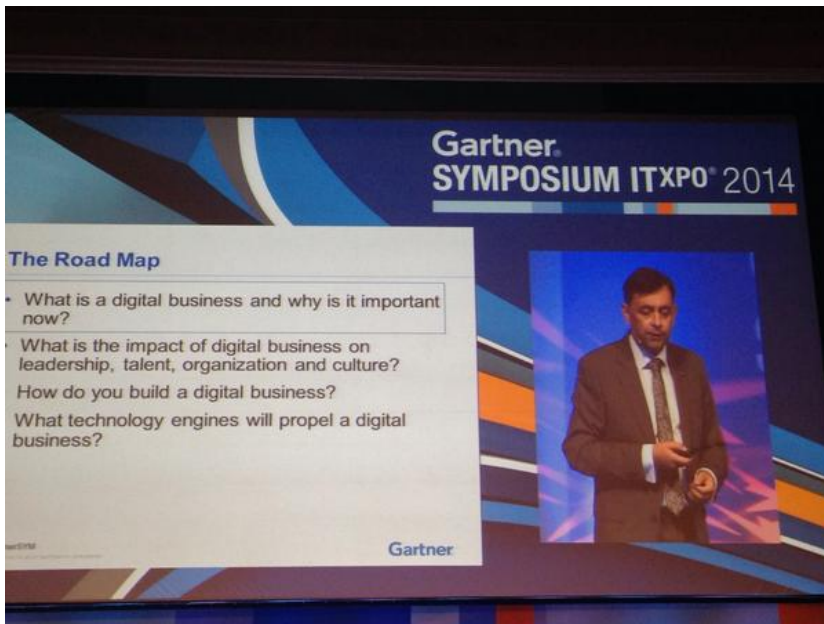 Gartner®
SYMPOSIUM ITXPO® 2014
The Road Map
• What is a digital business and why is it important
now?
• What is the impact of digital business on
leadership, talent, organization and culture?
How do you build a digital business?
What technology engines will propel a digital
business?
Gartner